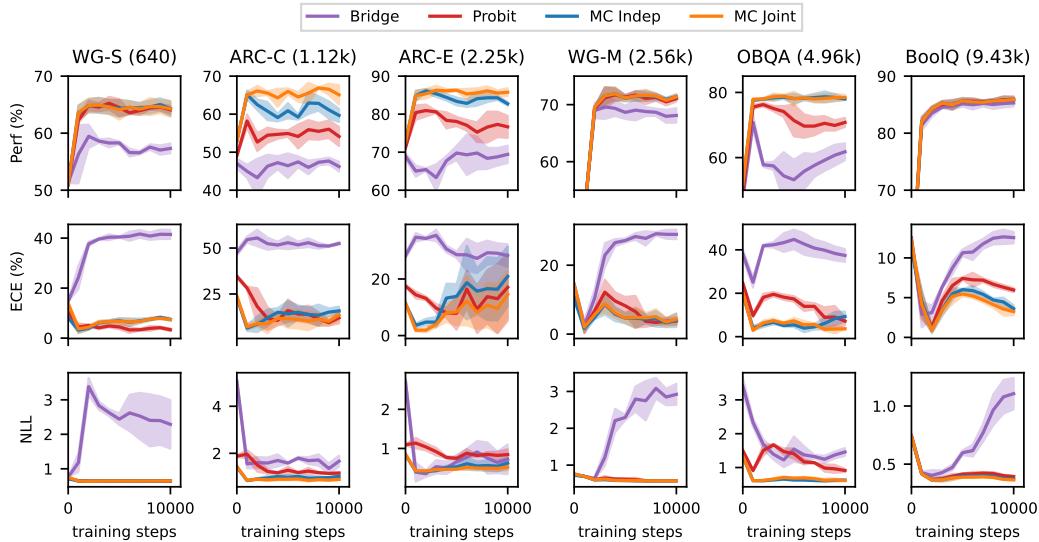 Bridge Probit MC Indep MC Joint
WG-S (640) ARC-C (1.12k) ARC-E (2.25k) WG-M (2.56k) OBQA (4.96k) BoolQ (9.43k)
Perf (%)
70 60 50
70 60 50 40
90 80 70 60
70 60
80 60
90 80 70
ECE (%)
40 20 0
50 25
20 0
20 0
40 20 0
10 5 0
NLL
3 2 1
4 2
2 1
3 2 1
3 2 1
1.0 0.5
0 10000 0 10000 0 10000 0 10000 0 10000 0 10000
training steps training steps training steps training steps training steps training steps